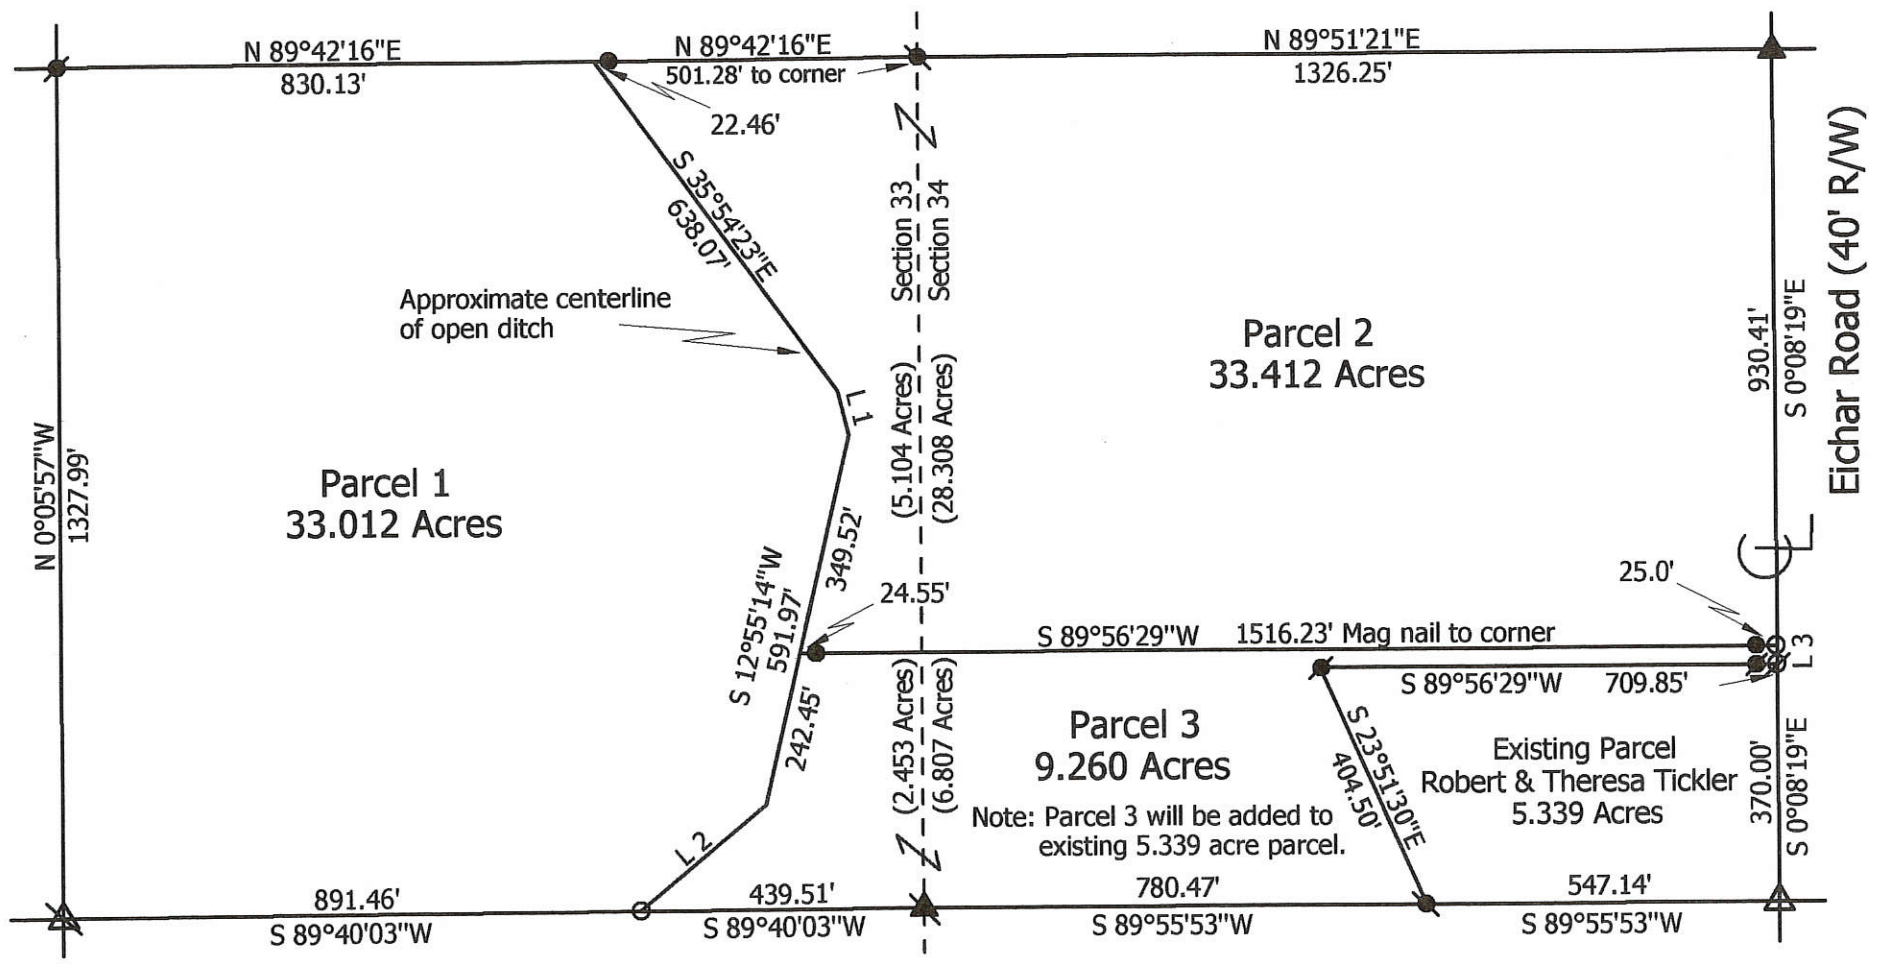 N 89°42'16"E
830.13'
N 89°42'16"E
501.28' to corner
22.46'
N 89°51'21"E
1326.25'
S 35°54'23"E
638.07'
Approximate centerline
of open ditch
L 1
Section 33
Section 34
(5.104 Acres)
(28.308 Acres)
Parcel 2
33.412 Acres
930.41'
S 0°08'19"E
Eichar Road (40' R/W)
N 0°05'57"W
1327.99'
Parcel 1
33.012 Acres
349.52'
S 12°55'14"W
591.97'
242.45'
24.55'
25.0'
S 89°56'29"W 1516.23' Mag nail to corner
L 3
S 89°56'29"W 709.85'
(2.453 Acres)
(6.807 Acres)
Parcel 3
9.260 Acres
Note: Parcel 3 will be added to
existing 5.339 acre parcel.
S 23°51'30"E
404.50'
Existing Parcel
Robert & Theresa Tickler
5.339 Acres
370.00'
S 0°08'19"E
L 2
891.46'
S 89°40'03"W
439.51'
S 89°40'03"W
780.47'
S 89°55'53"W
547.14'
S 89°55'53"W